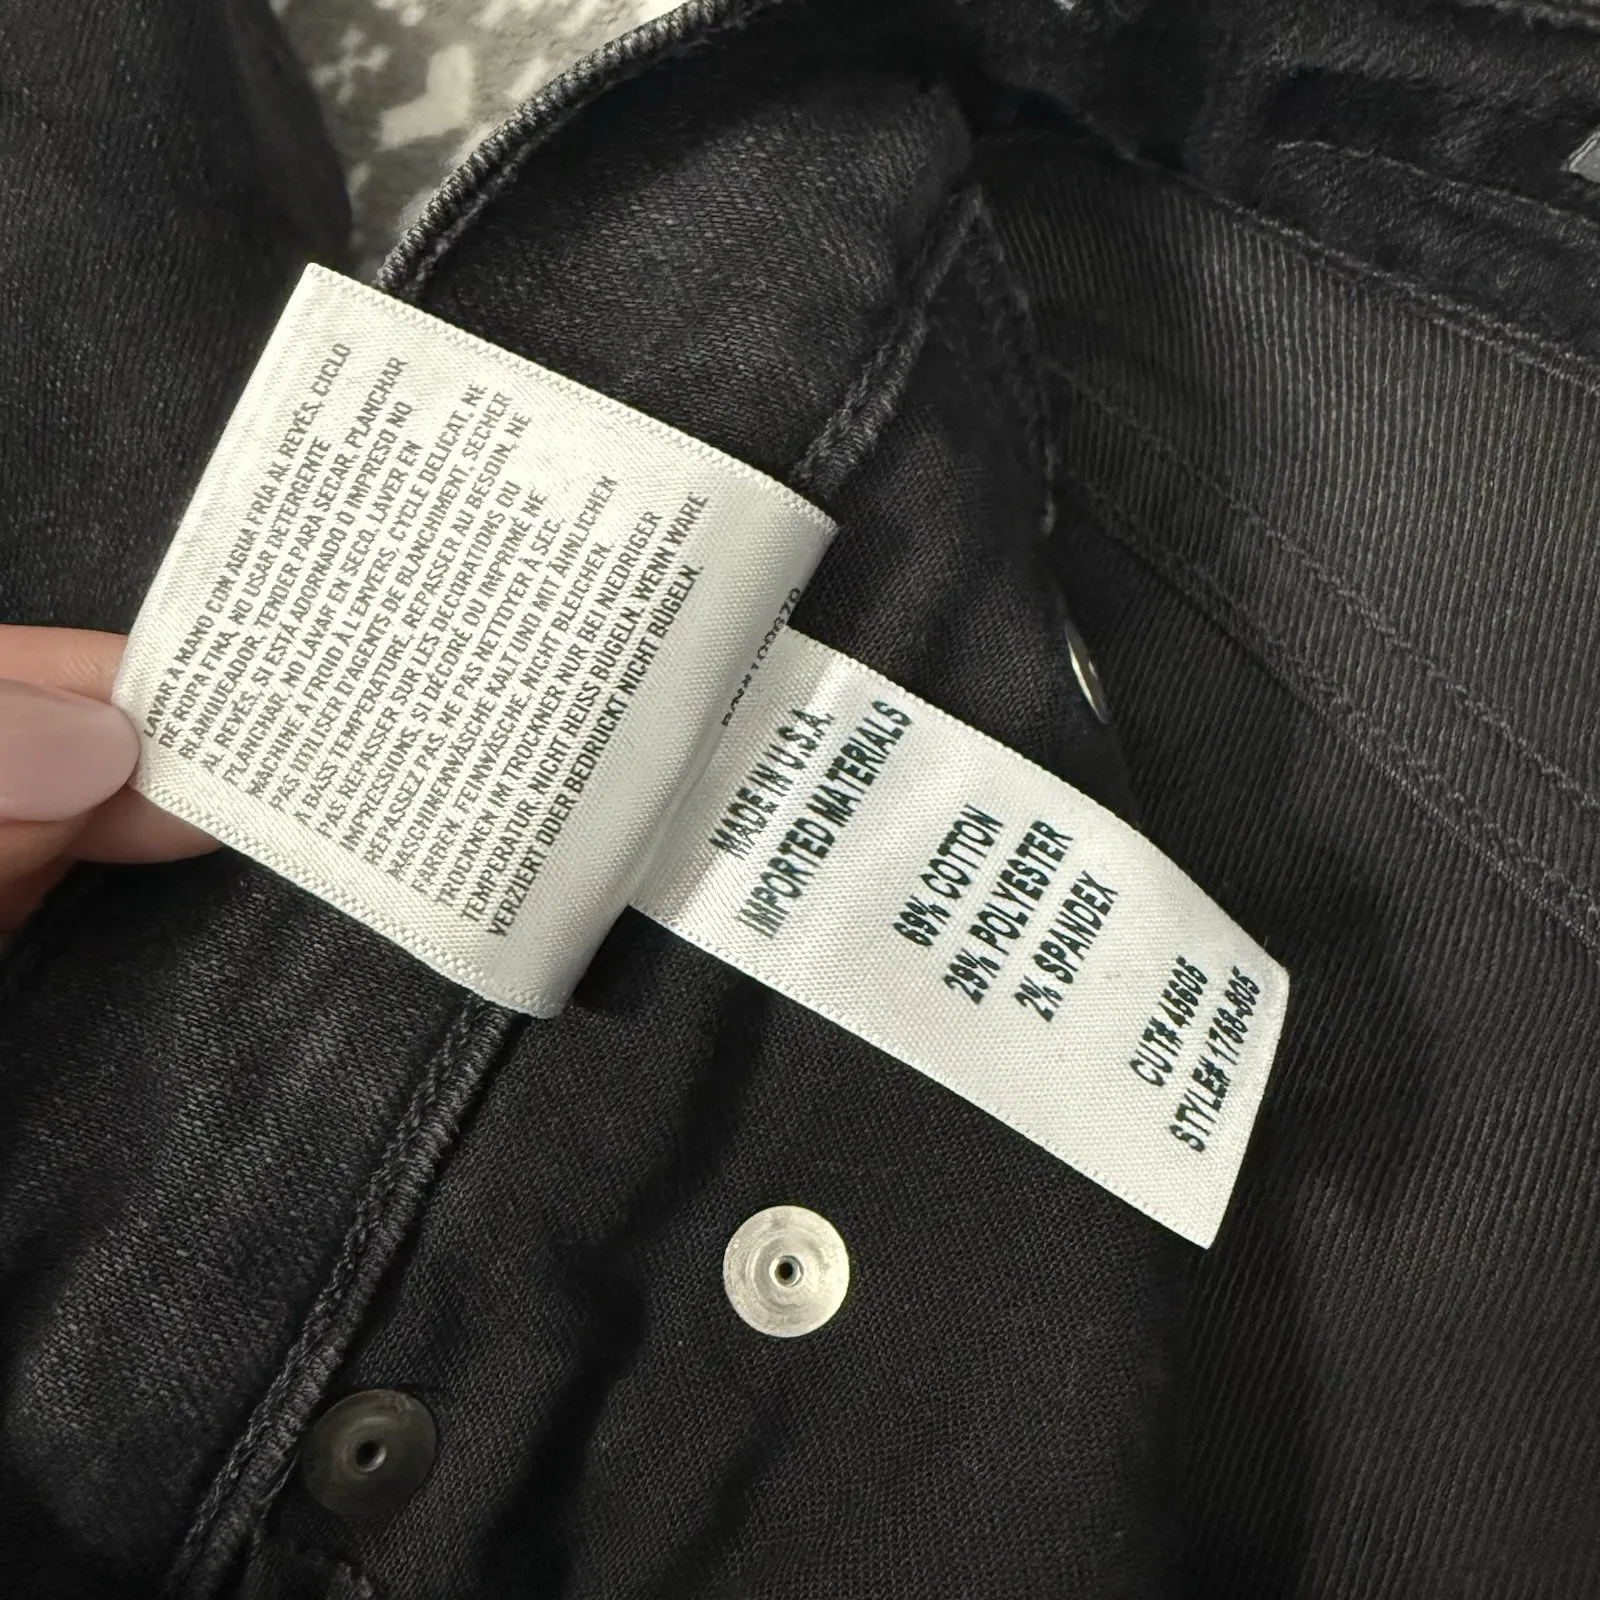 LAVAR A MANO CON AGUA FRÍA AL REVÉS. CICLO
DE ROPA FINA. NO USAR DETERGENTE
BLANQUEADOR. TENDER PARA SECAR. PLANCHAR
AL REVÉS. SI ESTÁ ADORNADO O IMPRESO NO
PLANCHAR. NO LAVAR EN SECO. LAVER EN
MACHINE À FROID À L'ENVERS, CYCLE DÉLICAT. NE
PAS UTILISER D'AGENTS DE BLANCHIMENT. SECHER
A BASS TEMPÉRATURE. REPASSER AU BESOIN. NE
PAS REPASSER SUR LES DÉCORATIONS OU
IMPRESSIONS. SI DÉCORÉ OU IMPRIMÉ NE
REPASSEZ PAS. NE PAS NETTOYER À SEC.
MASCHINENWÄSCHE KALT UND MIT ÄHNLICHEN
FARBEN. FEINWÄSCHE. NICHT BLEICHEN.
TROCKNEN IM TROCKNER NUR BEI NIEDRIGER
TEMPERATUR. NICHT HEISS BÜGELN. WENN WARE
VERZIERT ODER BEDRUCKT NICHT BÜGELN.
MADE IN U.S.A.
IMPORTED MATERIALS
69% COTTON
29% POLYESTER
2% SPANDEX
CUT# 45605
STYLE# 1768-805